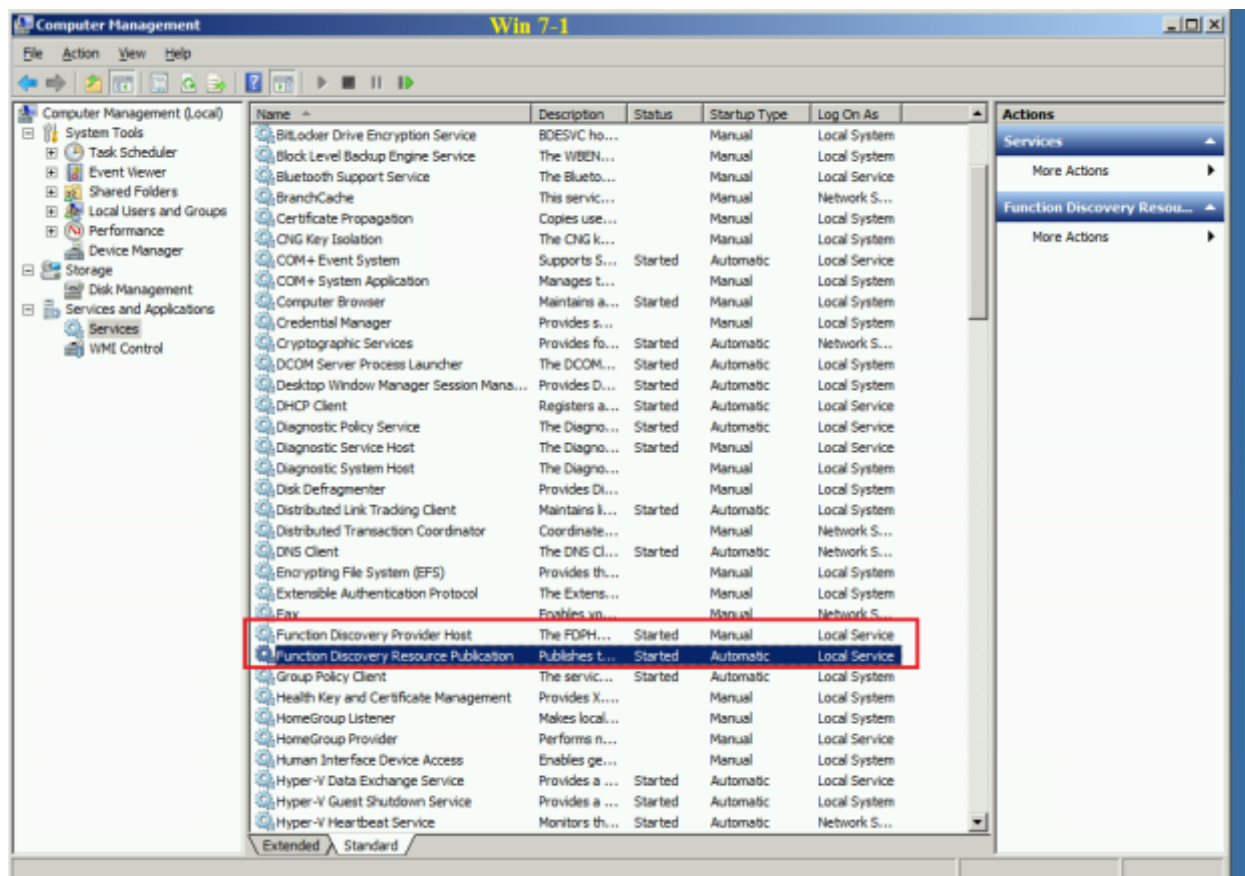 Computer Management Win 7-1
File Action View Help
Computer Management (Local)
System Tools
Task Scheduler
Event Viewer
Shared Folders
Local Users and Groups
Performance
Device Manager
Storage
Disk Management
Services and Applications
Services
WMI Control
Name Description Status Startup Type Log On As
BitLocker Drive Encryption Service BDESVC ho... Manual Local System
Block Level Backup Engine Service The WBEN... Manual Local System
Bluetooth Support Service The Blueto... Manual Local Service
BranchCache This servic... Manual Network S...
Certificate Propagation Copies use... Manual Local System
CNG Key Isolation The CNG k... Manual Local System
COM+ Event System Supports S... Started Automatic Local Service
COM+ System Application Manages t... Manual Local System
Computer Browser Maintains a... Started Manual Local System
Credential Manager Provides s... Manual Local System
Cryptographic Services Provides fo... Started Automatic Network S...
DCOM Server Process Launcher The DCOM... Started Automatic Local System
Desktop Window Manager Session Mana... Provides D... Started Automatic Local System
DHCP Client Registers a... Started Automatic Local Service
Diagnostic Policy Service The Diagno... Started Automatic Local Service
Diagnostic Service Host The Diagno... Started Manual Local Service
Diagnostic System Host The Diagno... Manual Local System
Disk Defragmenter Provides Di... Manual Local System
Distributed Link Tracking Client Maintains li... Started Automatic Local System
Distributed Transaction Coordinator Coordinate... Manual Network S...
DNS Client The DNS Cl... Started Automatic Network S...
Encrypting File System (EFS) Provides th... Manual Local System
Extensible Authentication Protocol The Extens... Manual Local System
Fax Enables yo... Manual Network S...
Function Discovery Provider Host The FDPH... Started Manual Local Service
Function Discovery Resource Publication Publishes t... Started Automatic Local Service
Group Policy Client The servic... Started Automatic Local System
Health Key and Certificate Management Provides X.... Manual Local System
HomeGroup Listener Makes local... Manual Local System
HomeGroup Provider Performs n... Manual Local Service
Human Interface Device Access Enables ge... Manual Local System
Hyper-V Data Exchange Service Provides a ... Started Automatic Local Service
Hyper-V Guest Shutdown Service Provides a ... Started Automatic Local System
Hyper-V Heartbeat Service Monitors th... Started Automatic Network S...
Extended Standard
Actions
Services
More Actions
Function Discovery Resou...
More Actions